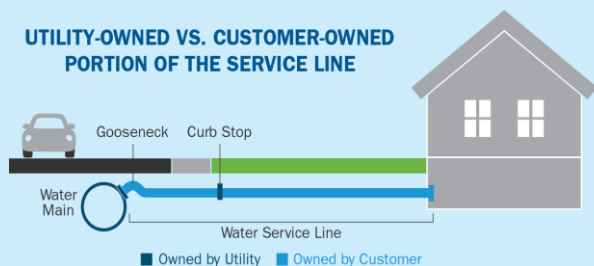 UTILITY-OWNED VS. CUSTOMER-OWNED
PORTION OF THE SERVICE LINE
Gooseneck
Curb Stop
Water
Main
Water Service Line
Owned by Utility
Owned by Customer